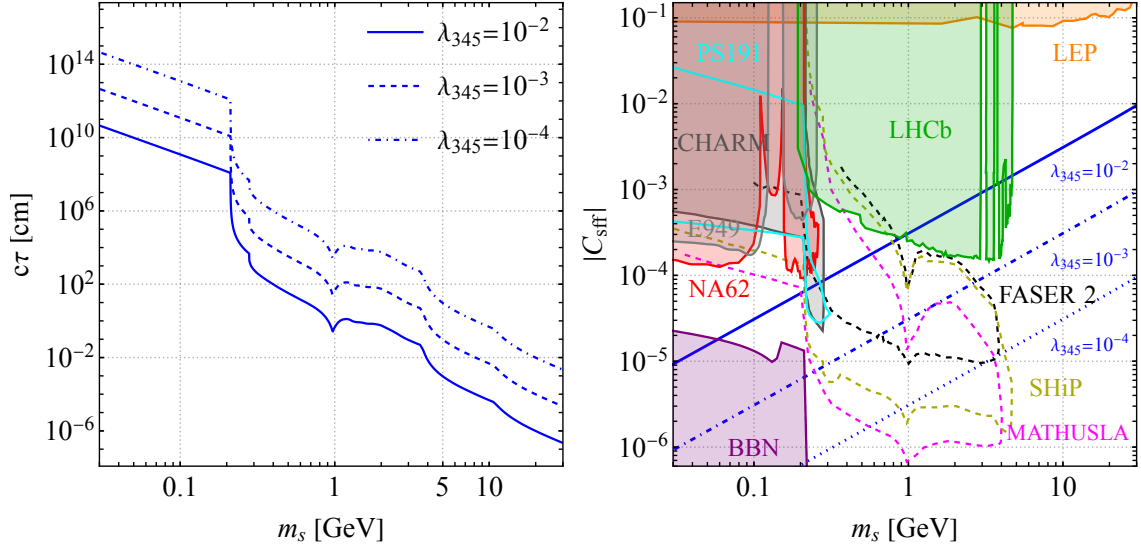 cτ [cm]
10^14
10^10
10^6
10^2
10^-2
10^-6
λ345=10^-2
λ345=10^-3
λ345=10^-4
0.1
1
5
10
m_s [GeV]
|C_sff|
10^-1
10^-2
10^-3
10^-4
10^-5
10^-6
PS191
LEP
LHCb
CHARM
λ345=10^-2
E949
λ345=10^-3
NA62
FASER 2
λ345=10^-4
SHiP
MATHUSLA
BBN
0.1
1
10
m_s [GeV]